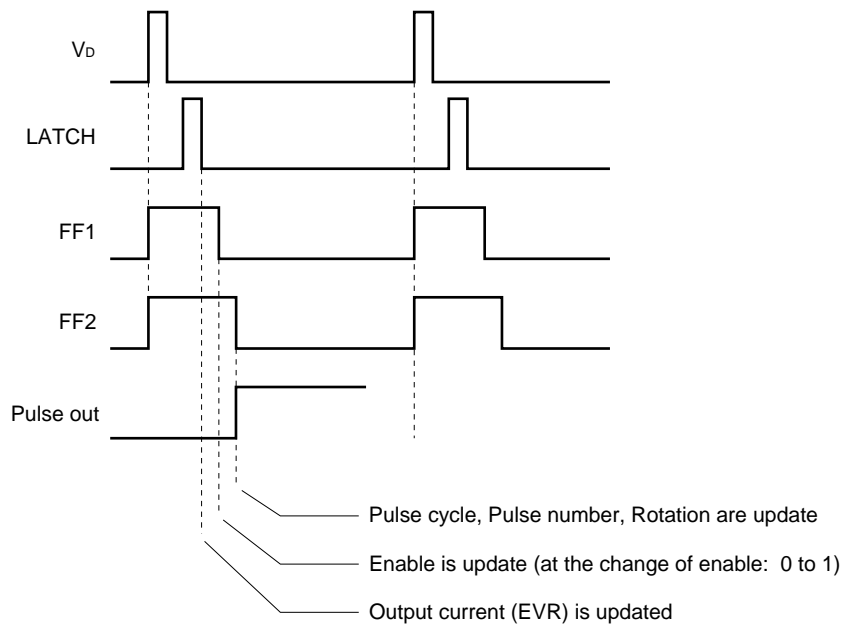 VD
LATCH
FF1
FF2
Pulse out
Pulse cycle, Pulse number, Rotation are update
Enable is update (at the change of enable: 0 to 1)
Output current (EVR) is updated